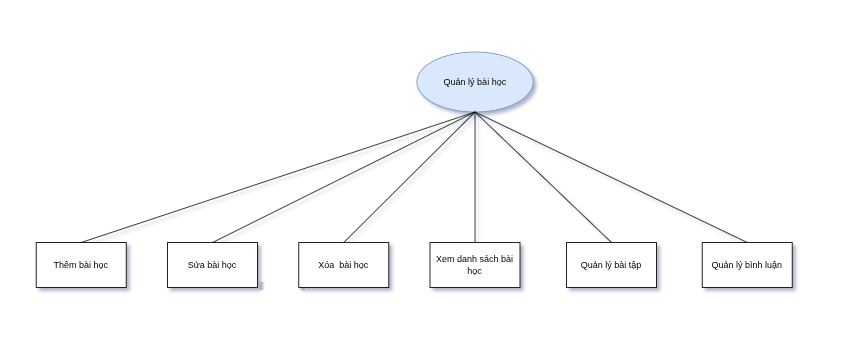 Quản lý bài học
Thêm bài học
Sửa bài học
Xóa  bài học
Xem danh sách bài
học
Quản lý bài tập
Quản lý bình luận